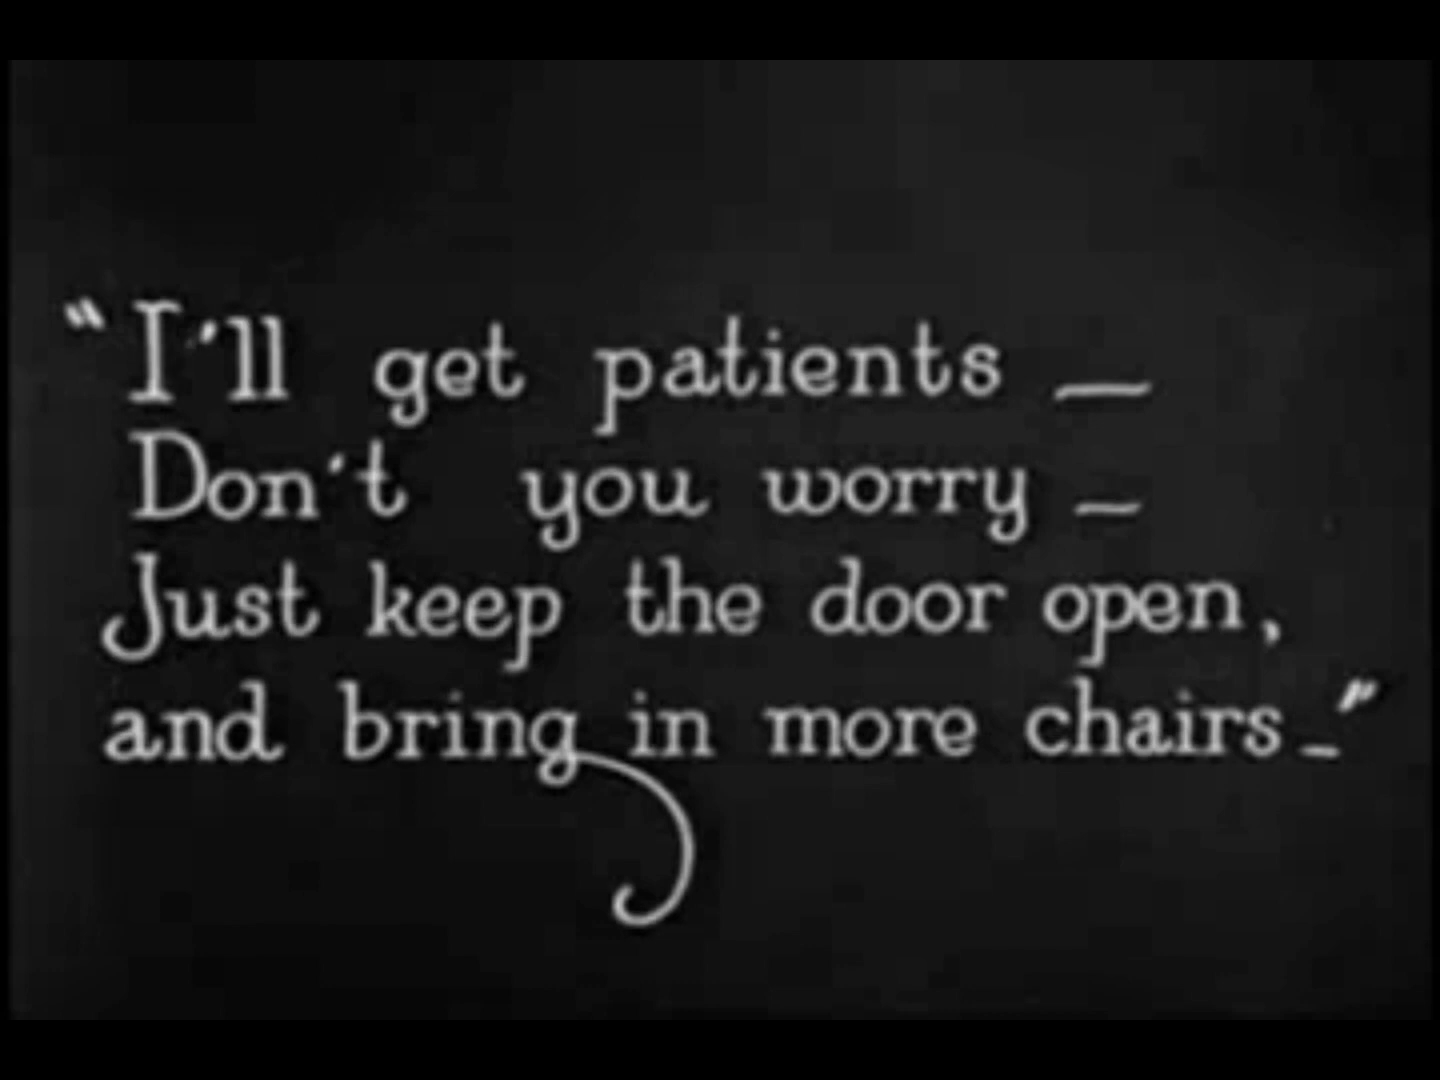 “I'll get patients —
Don't you worry —
Just keep the door open,
and bring in more chairs —”